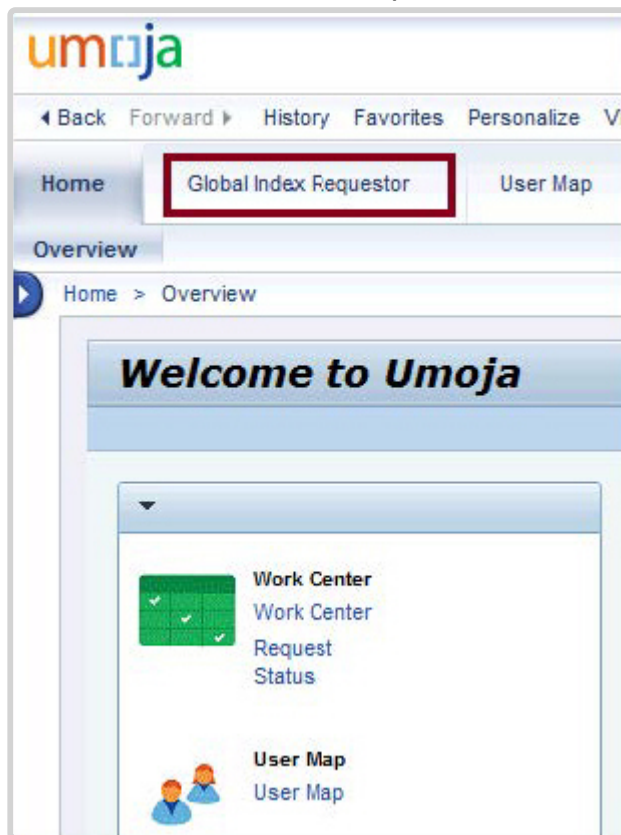 umoja
Back Forward History Favorites Personalize
Home Global Index Requestor User Map
Overview
Home > Overview
Welcome to Umoja
Work Center
Work Center
Request
Status
User Map
User Map